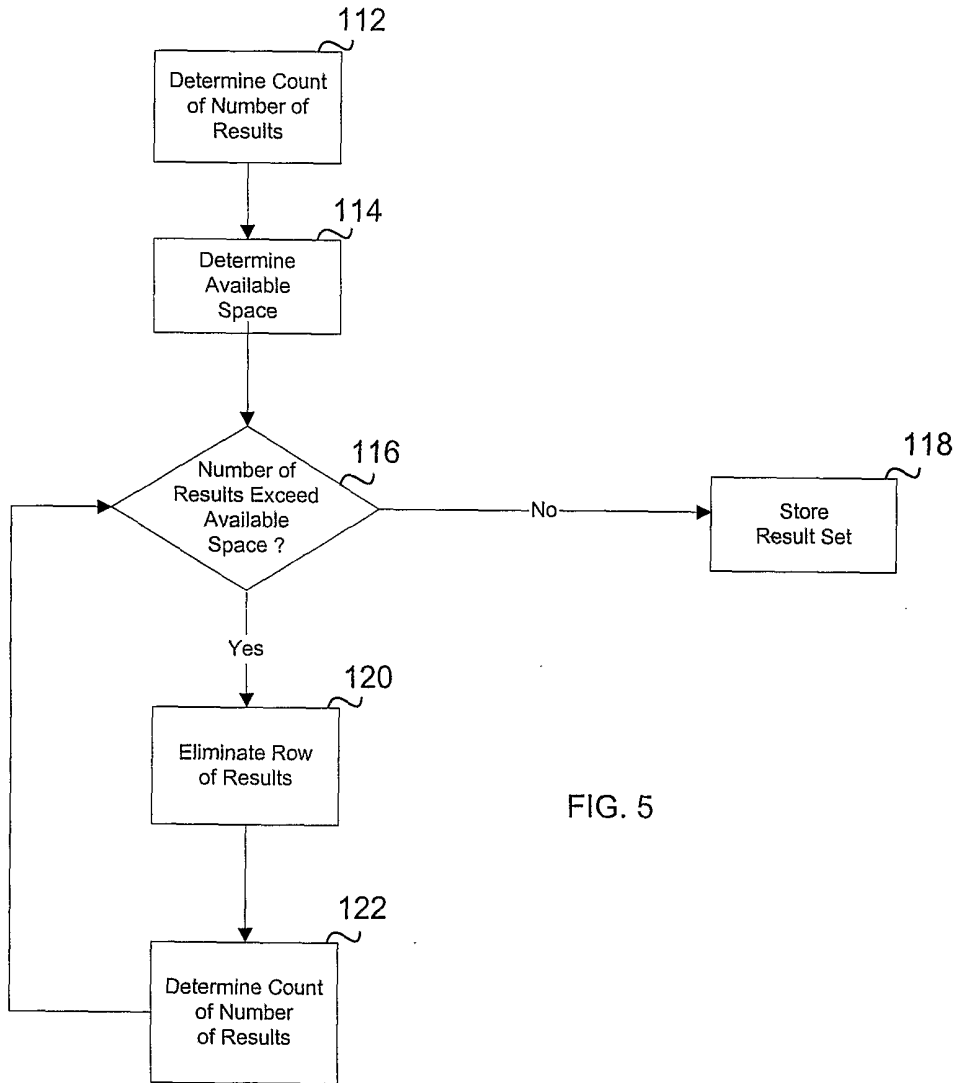 112
Determine Count
of Number of
Results
114
Determine
Available
Space
116
Number of
Results Exceed
Available
Space ?
No
118
Store
Result Set
Yes
120
Eliminate Row
of Results
FIG. 5
122
Determine Count
of Number
of Results